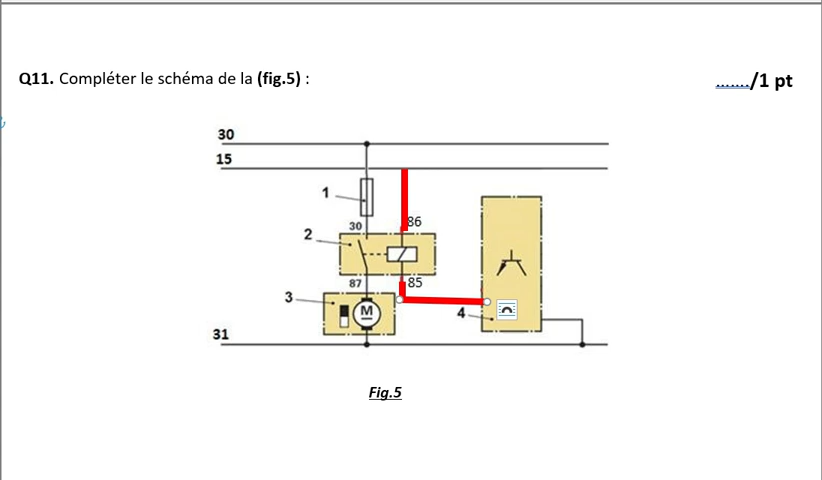 Q11. Compléter le schéma de la (fig.5) :
......./1 pt
30
15
1
86
30
2
87
85
3
M
4
31
Fig.5